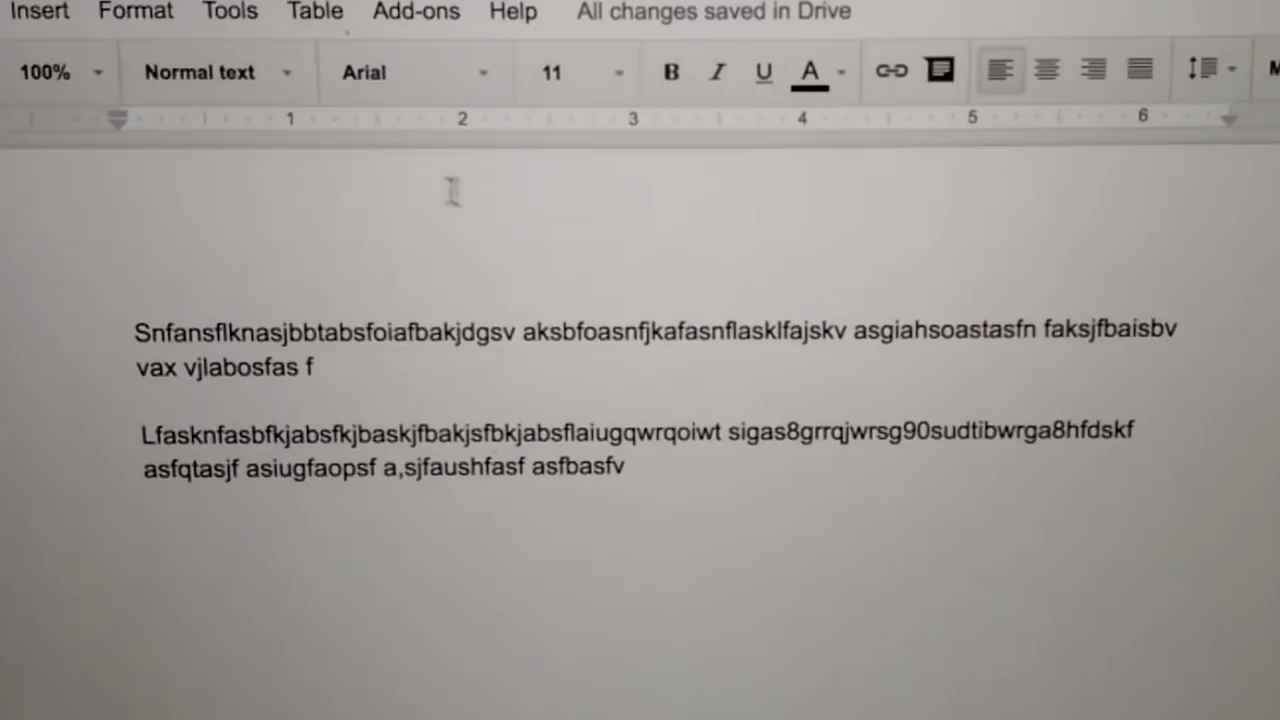 Insert Format Tools Table Add-ons Help All changes saved in Drive
100% Normal text Arial 11 B I U A
1 2 3 4 5 6
Snfansflknasjbbtabsfoiafbakjdgsv aksbfoasnfjkafasnflasklfajskv asgiahsoastasfn faksjfbaisbv
vax vjlabosfas f
Lfasknfasbfkjabsfkjbaskjfbakjsfbkjabsflaiugqwrqoiwt sigas8grrqjwrsg90sudtibwrga8hfdskf
asfqtasjf asiugfaopsf a,sjfaushfasf asfbasfv